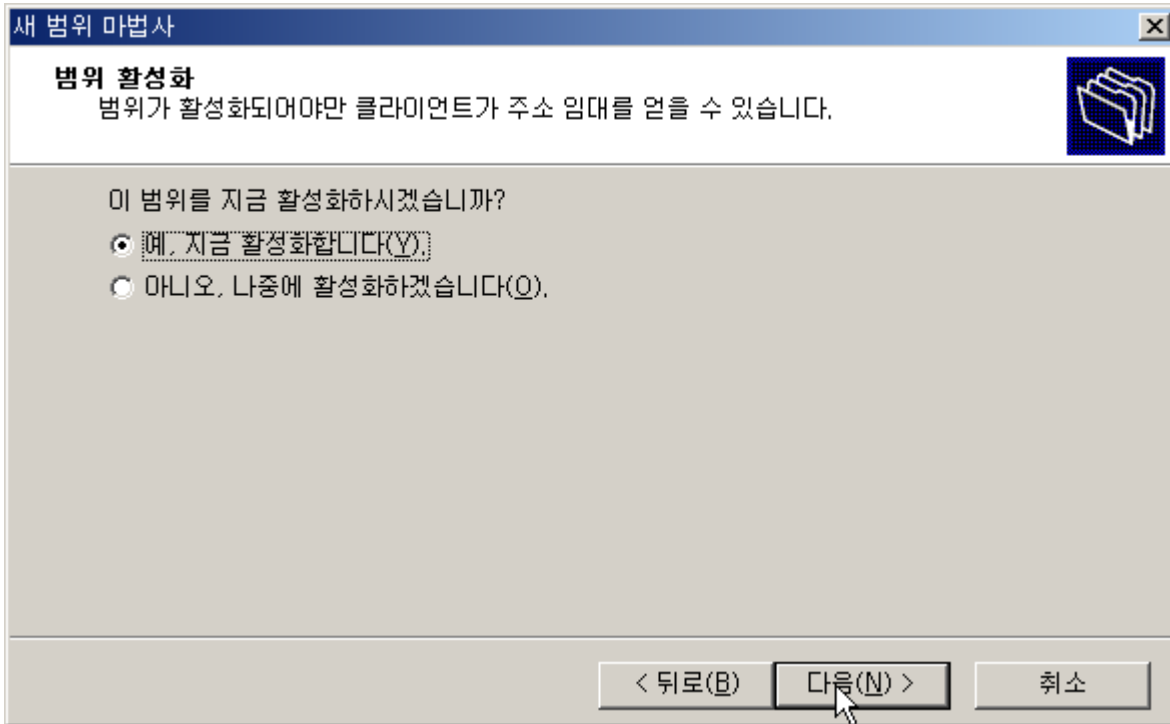 새 범위 마법사
범위 활성화
범위가 활성화되어야만 클라이언트가 주소 임대를 얻을 수 있습니다.
이 범위를 지금 활성화하시겠습니까?
예, 지금 활성화합니다(Y).
아니오, 나중에 활성화하겠습니다(O).
< 뒤로(B)
다음(N) >
취소